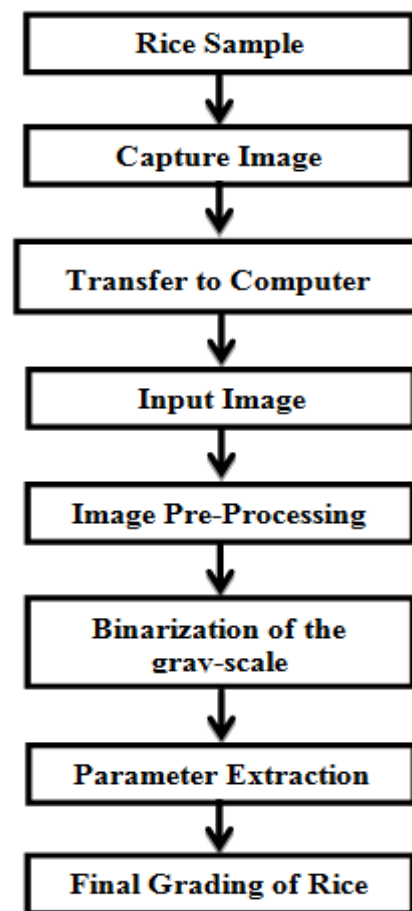 Rice Sample
Capture Image
Transfer to Computer
Input Image
Image Pre-Processing
Binarization of the
gray-scale
Parameter Extraction
Final Grading of Rice